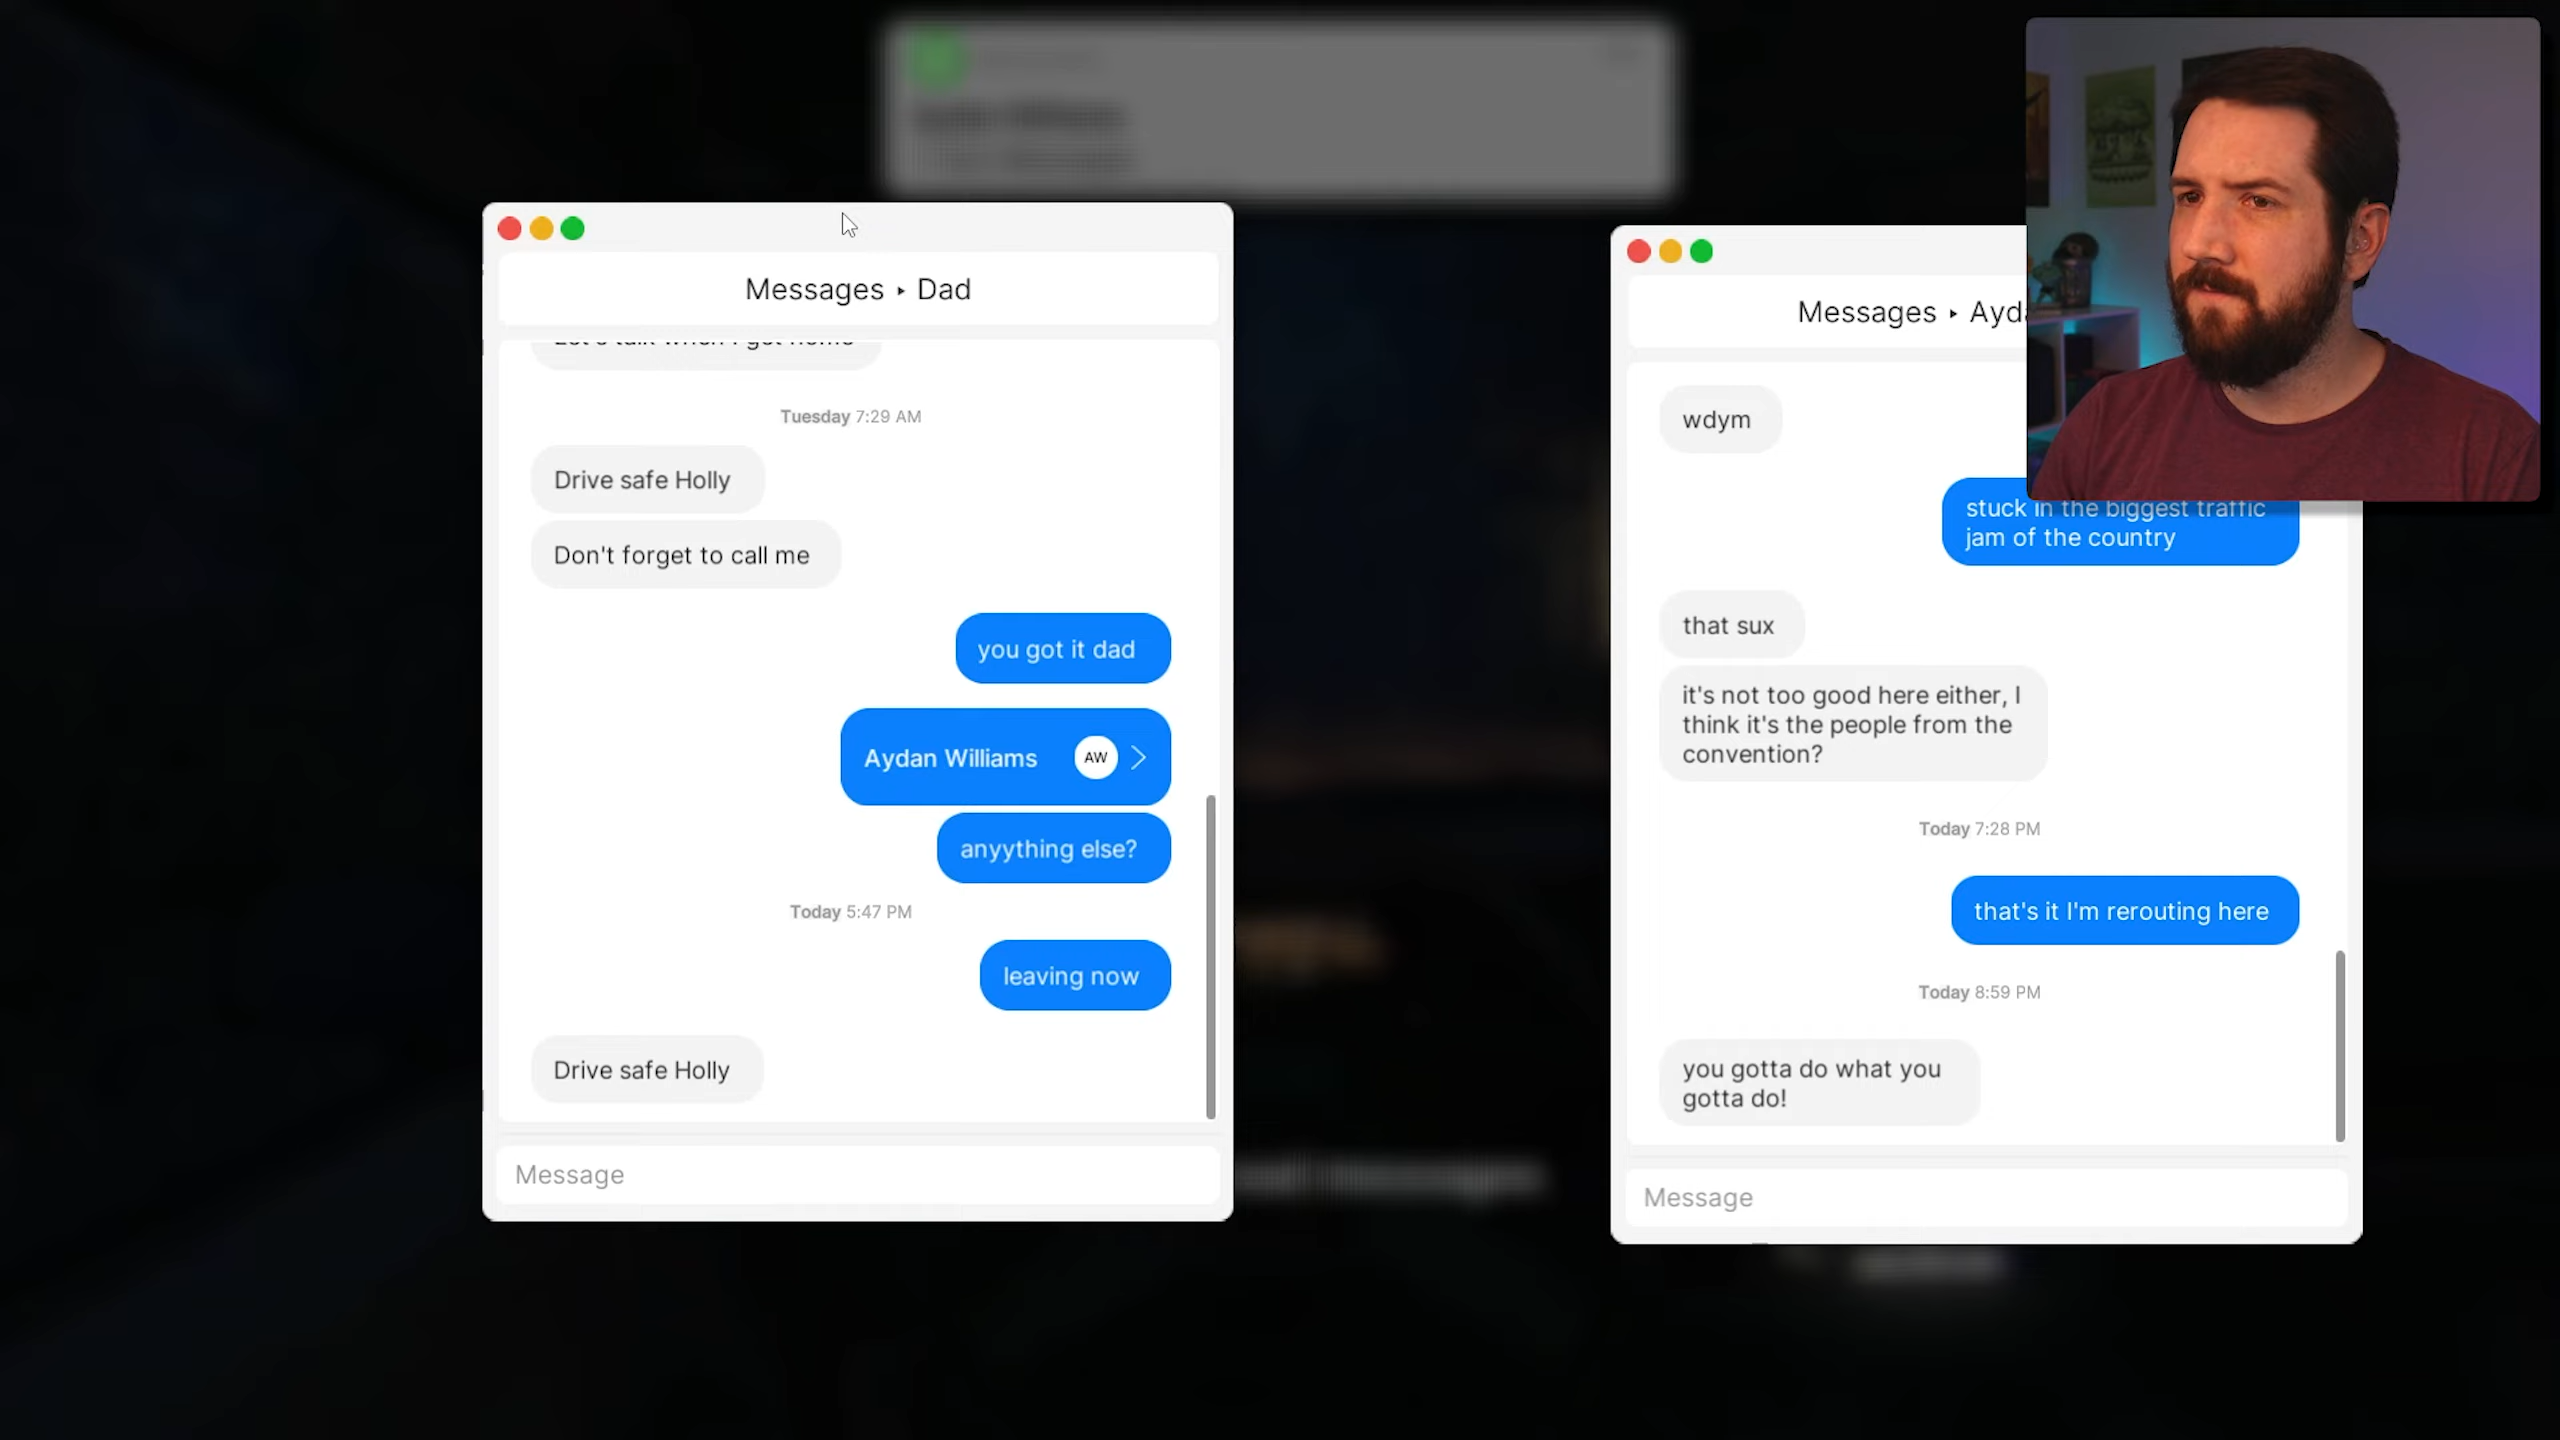 Messages ▸ Dad
Tuesday 7:29 AM
Drive safe Holly
Don't forget to call me
you got it dad
Aydan Williams AW
anyything else?
Today 5:47 PM
leaving now
Drive safe Holly
Message
Messages ▸ Ayda
wdym
stuck in the biggest traffic
jam of the country
that sux
it's not too good here either, I
think it's the people from the
convention?
Today 7:28 PM
that's it I'm rerouting here
Today 8:59 PM
you gotta do what you
gotta do!
Message